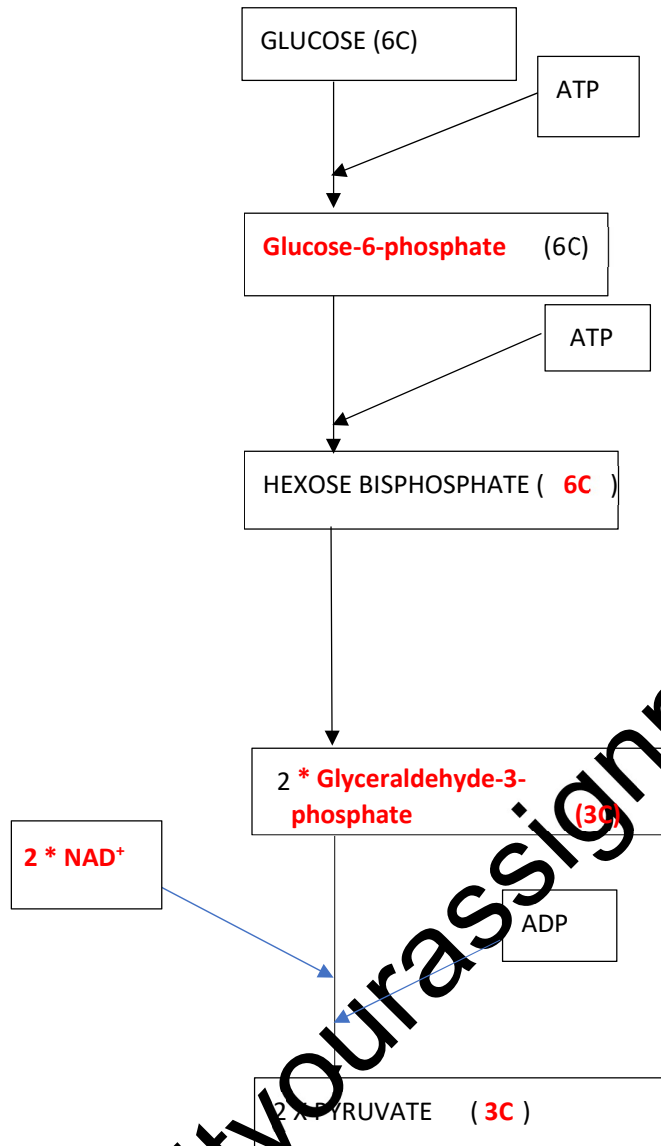 GLUCOSE (6C)
ATP
Glucose-6-phosphate (6C)
ATP
HEXOSE BISPHOSPHATE ( 6C )
2 * Glyceraldehyde-3-
phosphate (3C)
2 * NAD⁺
ADP
2 X PYRUVATE ( 3C )
ityourassignm